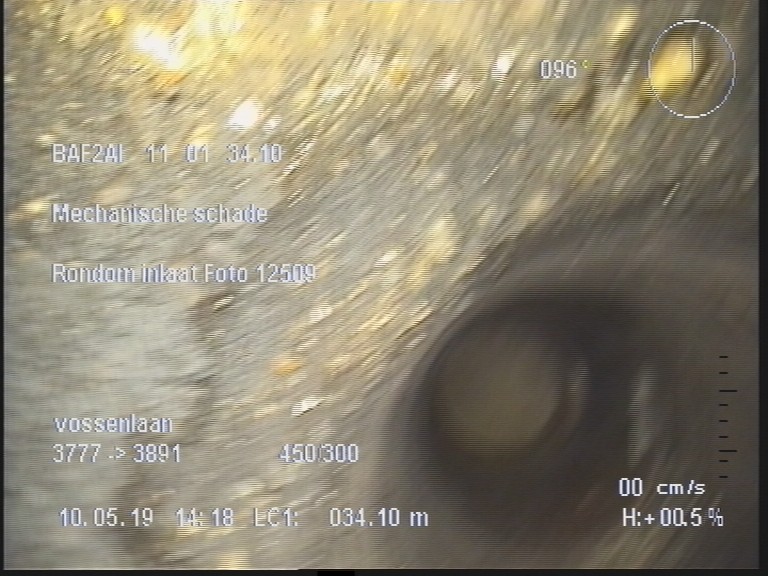 096°
BAF2AI 11 01 34.10
Mechanische schade
Rondom inlaat Foto 12509
vossenlaan
3777 -> 3891 450/300
00 cm/s
10.05.19 14:18 LC1: 034.10 m H:+00.5 %